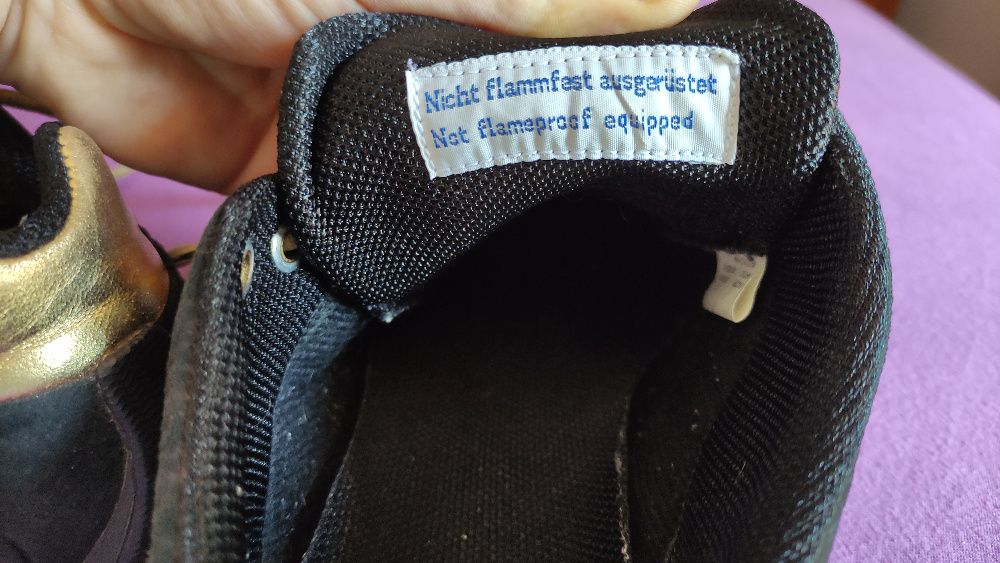 Nicht flammfest ausgerüstet
Not flameproof equipped